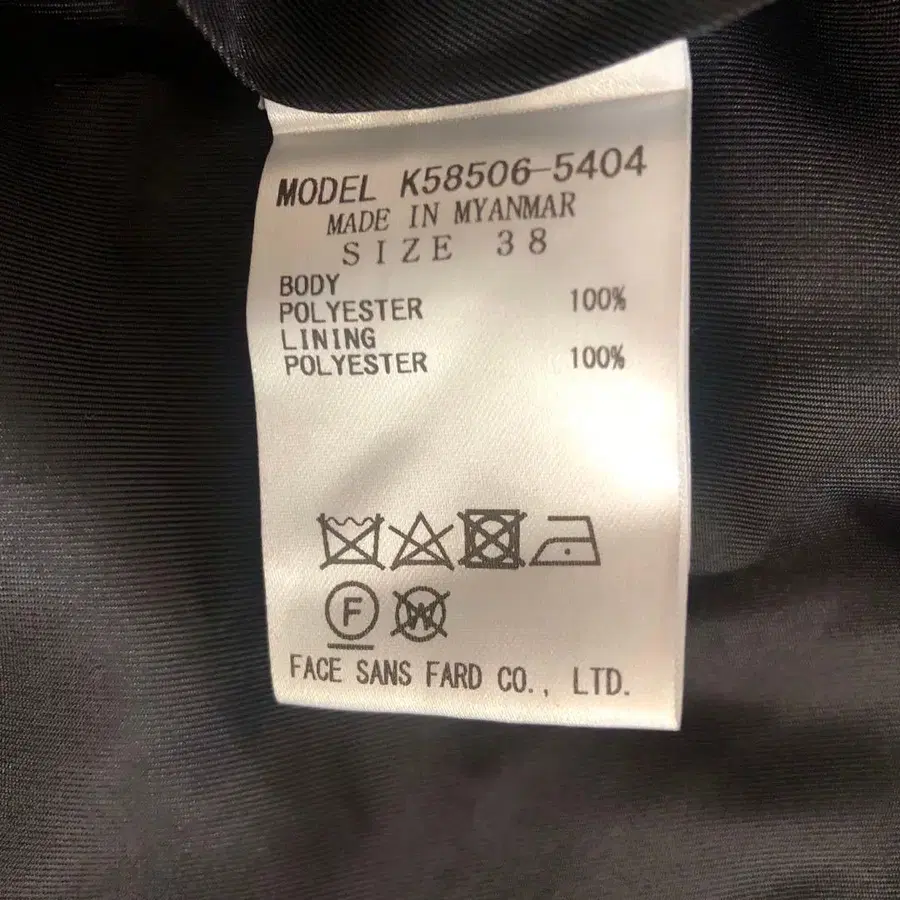 MODEL K58506-5404
MADE IN MYANMAR
SIZE 38
BODY
POLYESTER 100%
LINING
POLYESTER 100%
F W
FACE SANS FARD CO., LTD.